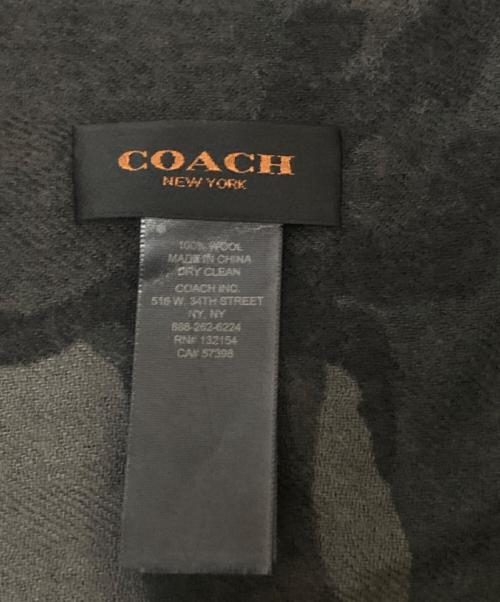 COACH
NEW YORK
100% WOOL
MADE IN CHINA
DRY CLEAN
COACH INC.
516 W. 34TH STREET
NY, NY
888-262-6224
RN# 132154
CA# 57398